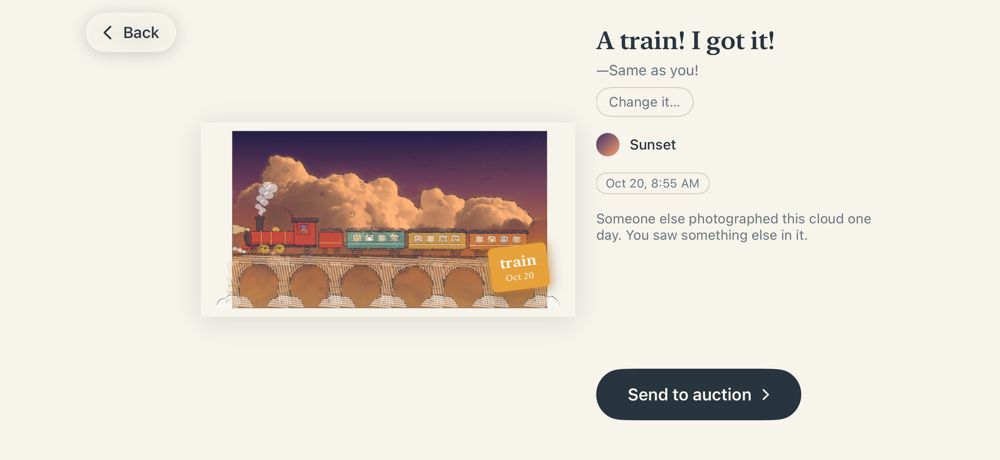 Back
A train! I got it!
—Same as you!
Change it...
Sunset
Oct 20, 8:55 AM
Someone else photographed this cloud one
day. You saw something else in it.
train
Oct 20
Send to auction